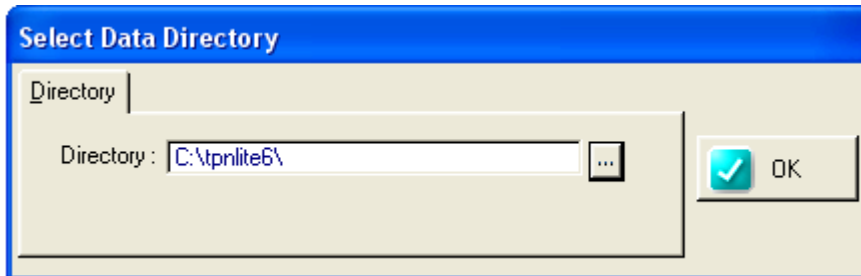 Select Data Directory
Directory
Directory : C:\tpnlite6\ ...
OK